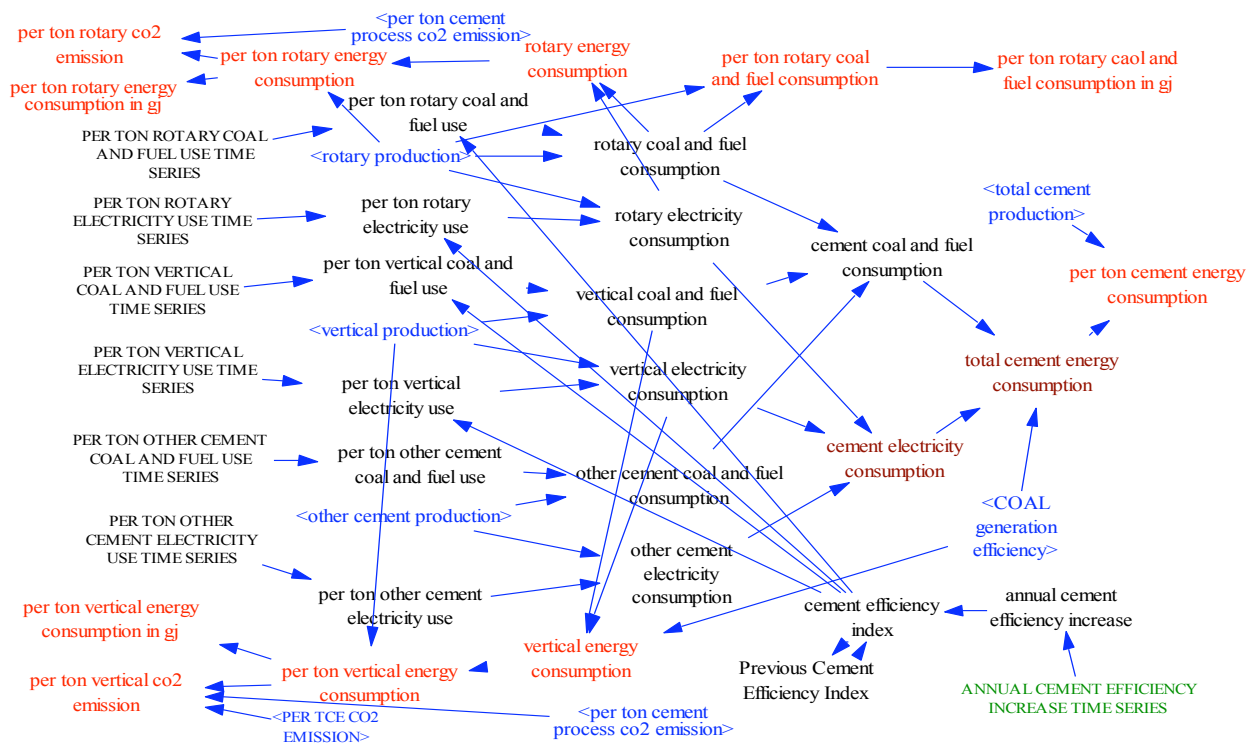 per ton rotary co2
emission
<per ton cement
process co2 emission>
per ton rotary energy
consumption
rotary energy
consumption
per ton rotary coal
and fuel consumption
per ton rotary caol and
fuel consumption in gj
per ton rotary energy
consumption in gj
per ton rotary coal and
fuel use
PER TON ROTARY COAL
AND FUEL USE TIME
SERIES
<rotary production>
rotary coal and fuel
consumption
<total cement
production>
PER TON ROTARY
ELECTRICITY USE TIME
SERIES
per ton rotary
electricity use
rotary electricity
consumption
cement coal and fuel
consumption
per ton cement energy
consumption
PER TON VERTICAL
COAL AND FUEL USE
TIME SERIES
per ton vertical coal and
fuel use
vertical coal and fuel
consumption
<vertical production>
PER TON VERTICAL
ELECTRICITY USE TIME
SERIES
per ton vertical
electricity use
vertical electricity
consumption
total cement energy
consumption
PER TON OTHER CEMENT
COAL AND FUEL USE
TIME SERIES
per ton other cement
coal and fuel use
other cement coal and fuel
consumption
cement electricity
consumption
<other cement production>
<COAL
generation
efficiency>
PER TON OTHER
CEMENT ELECTRICITY
USE TIME SERIES
per ton other cement
electricity use
other cement
electricity
consumption
cement efficiency
index
annual cement
efficiency increase
per ton vertical energy
consumption in gj
vertical energy
consumption
Previous Cement
Efficiency Index
per ton vertical co2
emission
per ton vertical energy
consumption
ANNUAL CEMENT EFFICIENCY
INCREASE TIME SERIES
<PER TCE CO2
EMISSION>
<per ton cement
process co2 emission>